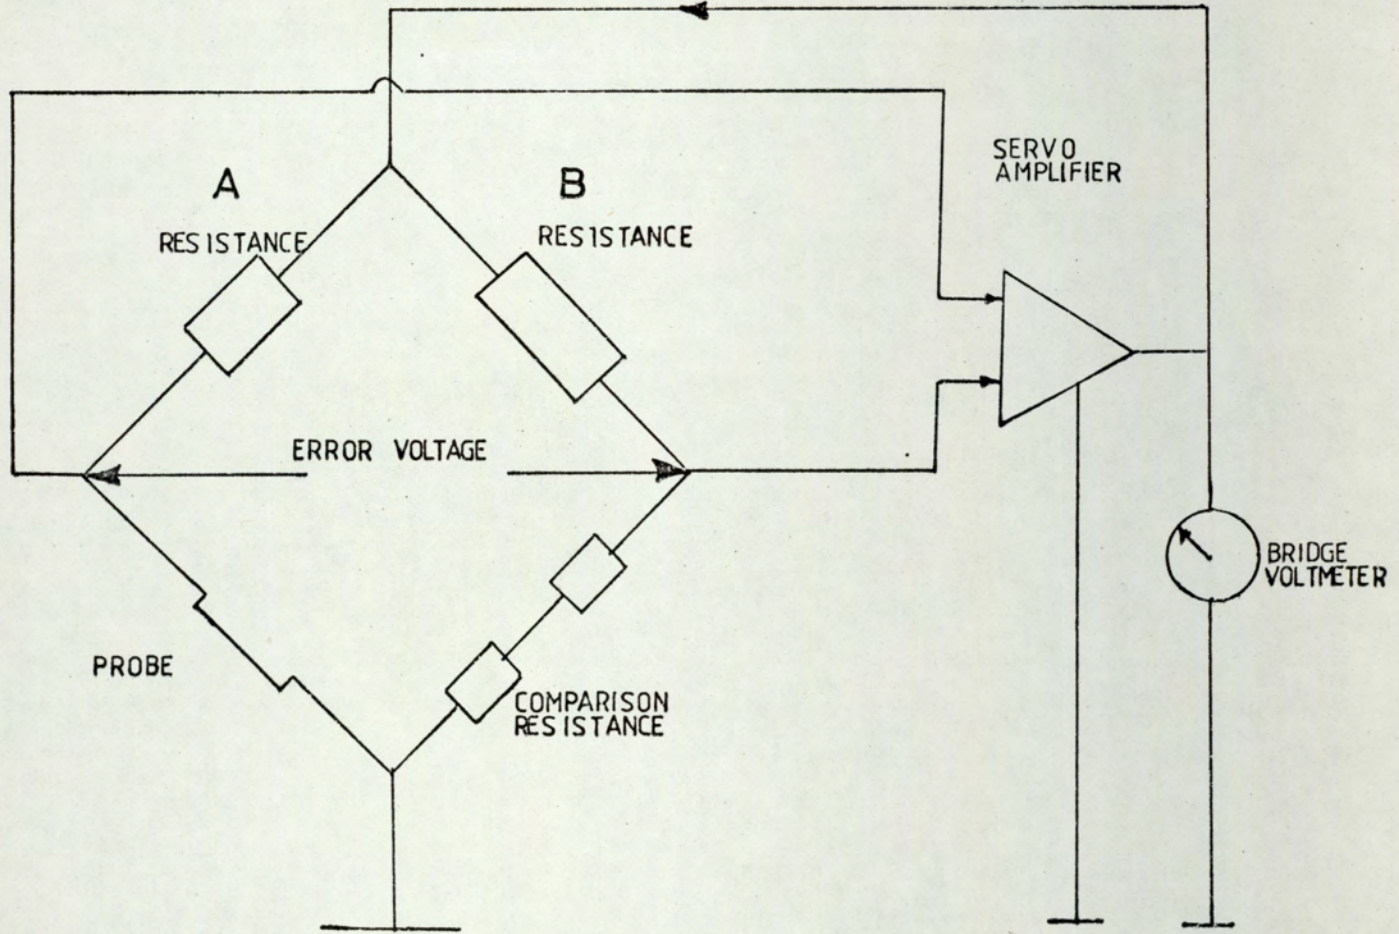 A
B
RESISTANCE
RESISTANCE
SERVO
AMPLIFIER
ERROR VOLTAGE
BRIDGE
VOLTMETER
PROBE
COMPARISON
RESISTANCE